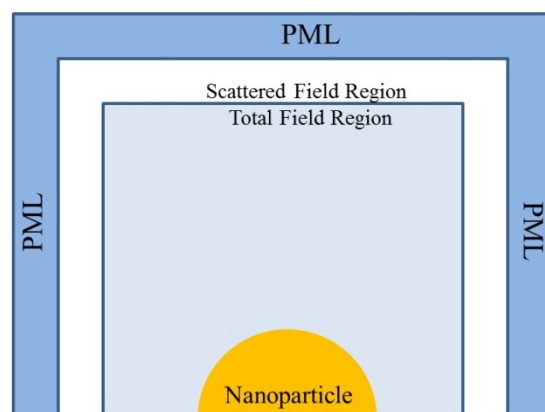 PML
Scattered Field Region
Total Field Region
PML
PML
Nanoparticle